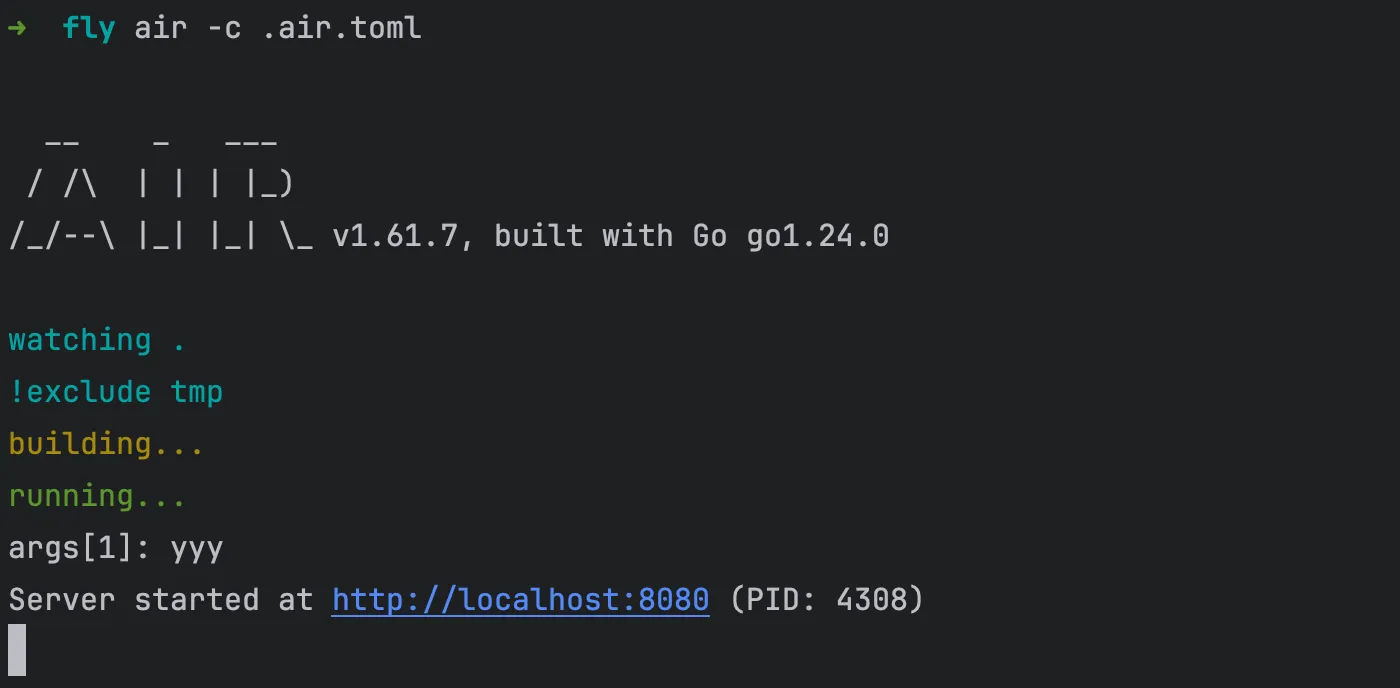 ➜  fly air -c .air.toml
  __    _   ___
 / /\  | | | |_)
/_/--\ |_| |_| \_ v1.61.7, built with Go go1.24.0
watching .
!exclude tmp
building...
running...
args[1]: yyy
Server started at http://localhost:8080 (PID: 4308)